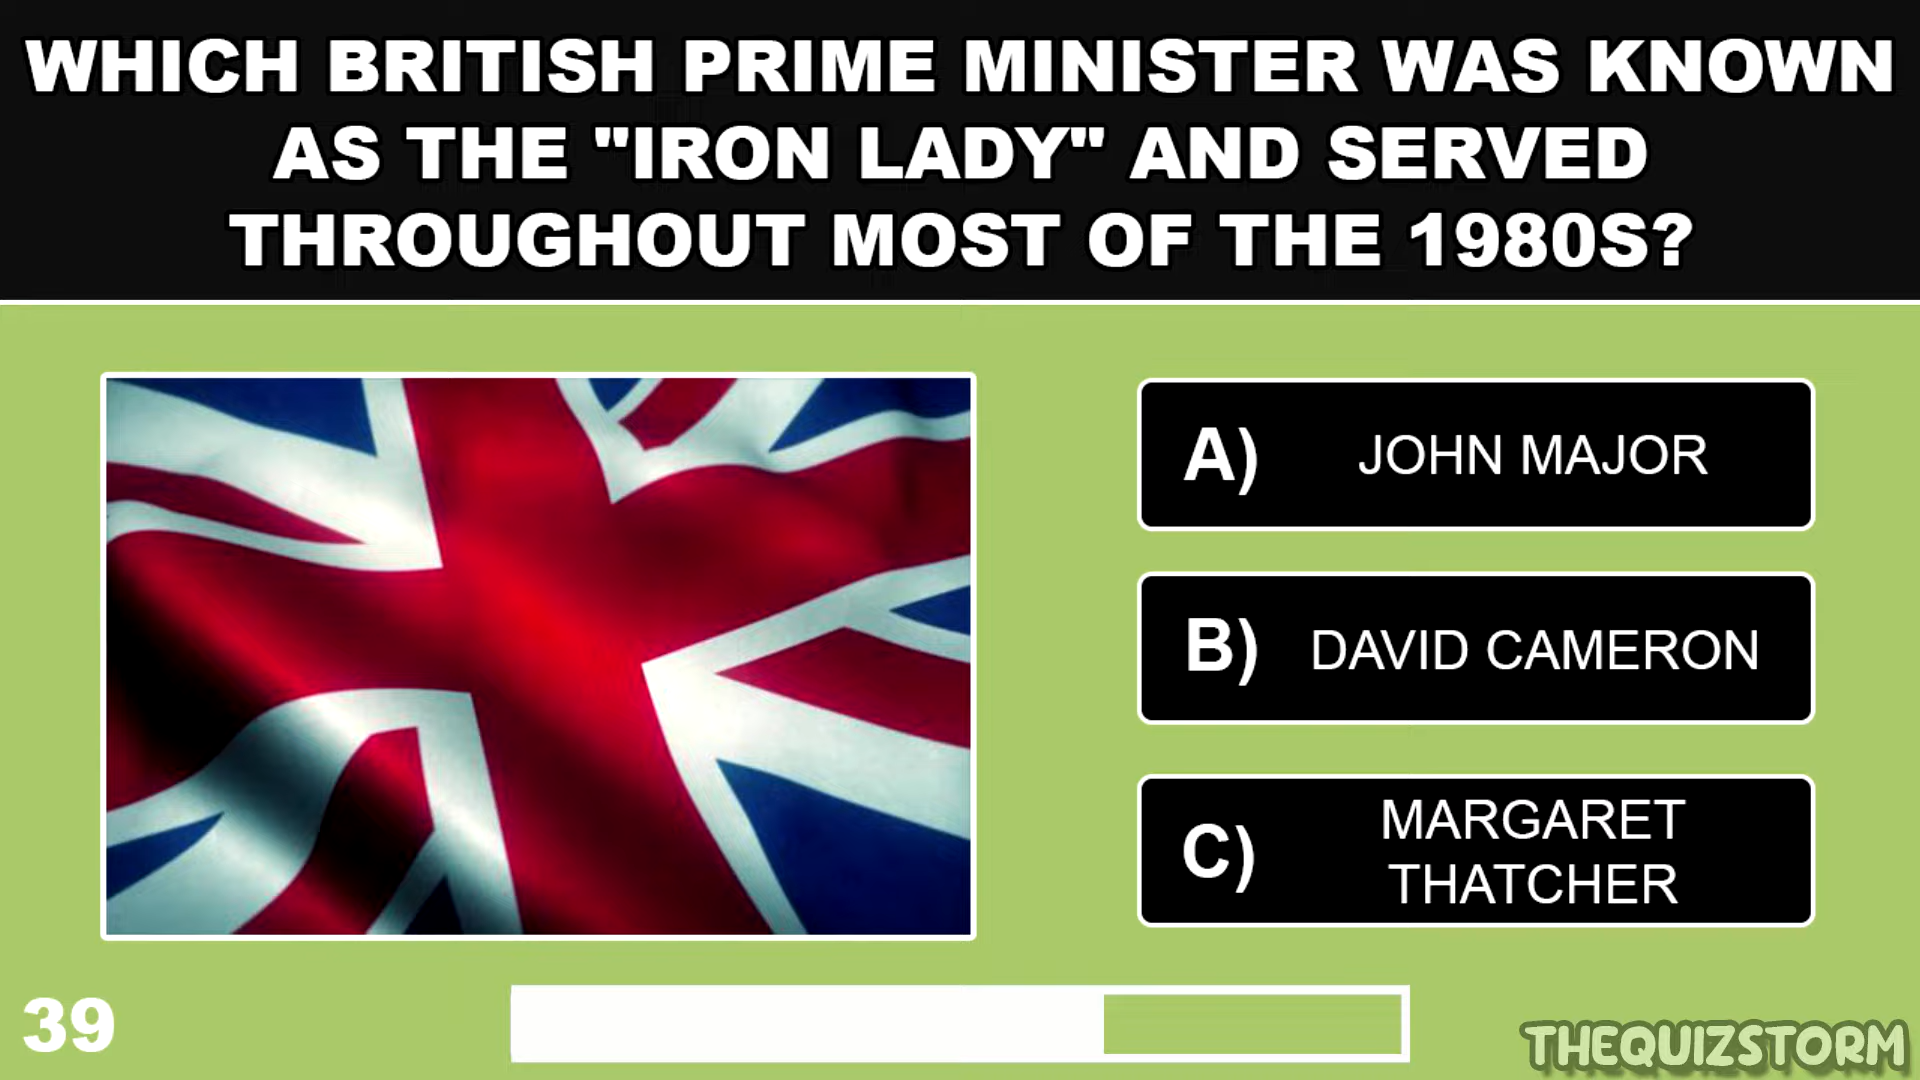 WHICH BRITISH PRIME MINISTER WAS KNOWN
AS THE "IRON LADY" AND SERVED
THROUGHOUT MOST OF THE 1980S?
A) JOHN MAJOR
B) DAVID CAMERON
C) MARGARET
THATCHER
39
THEQUIZSTORM